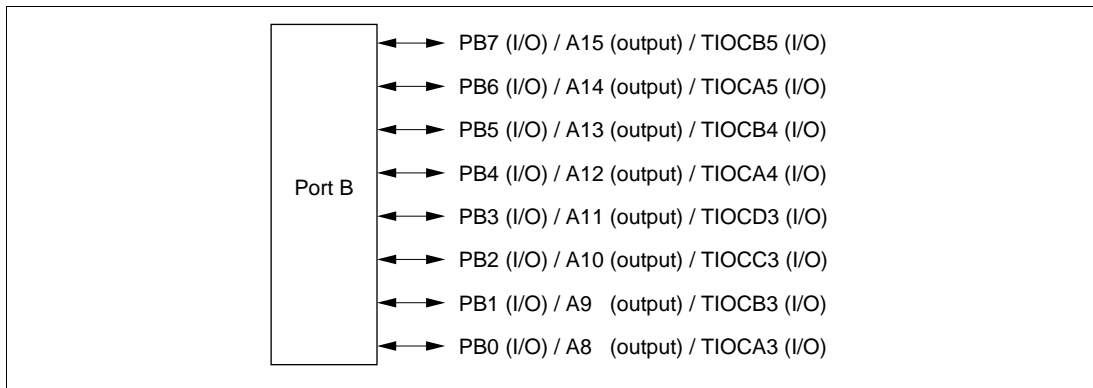 Port B
PB7 (I/O) / A15 (output) / TIOCB5 (I/O)
PB6 (I/O) / A14 (output) / TIOCA5 (I/O)
PB5 (I/O) / A13 (output) / TIOCB4 (I/O)
PB4 (I/O) / A12 (output) / TIOCA4 (I/O)
PB3 (I/O) / A11 (output) / TIOCD3 (I/O)
PB2 (I/O) / A10 (output) / TIOCC3 (I/O)
PB1 (I/O) / A9 (output) / TIOCB3 (I/O)
PB0 (I/O) / A8 (output) / TIOCA3 (I/O)